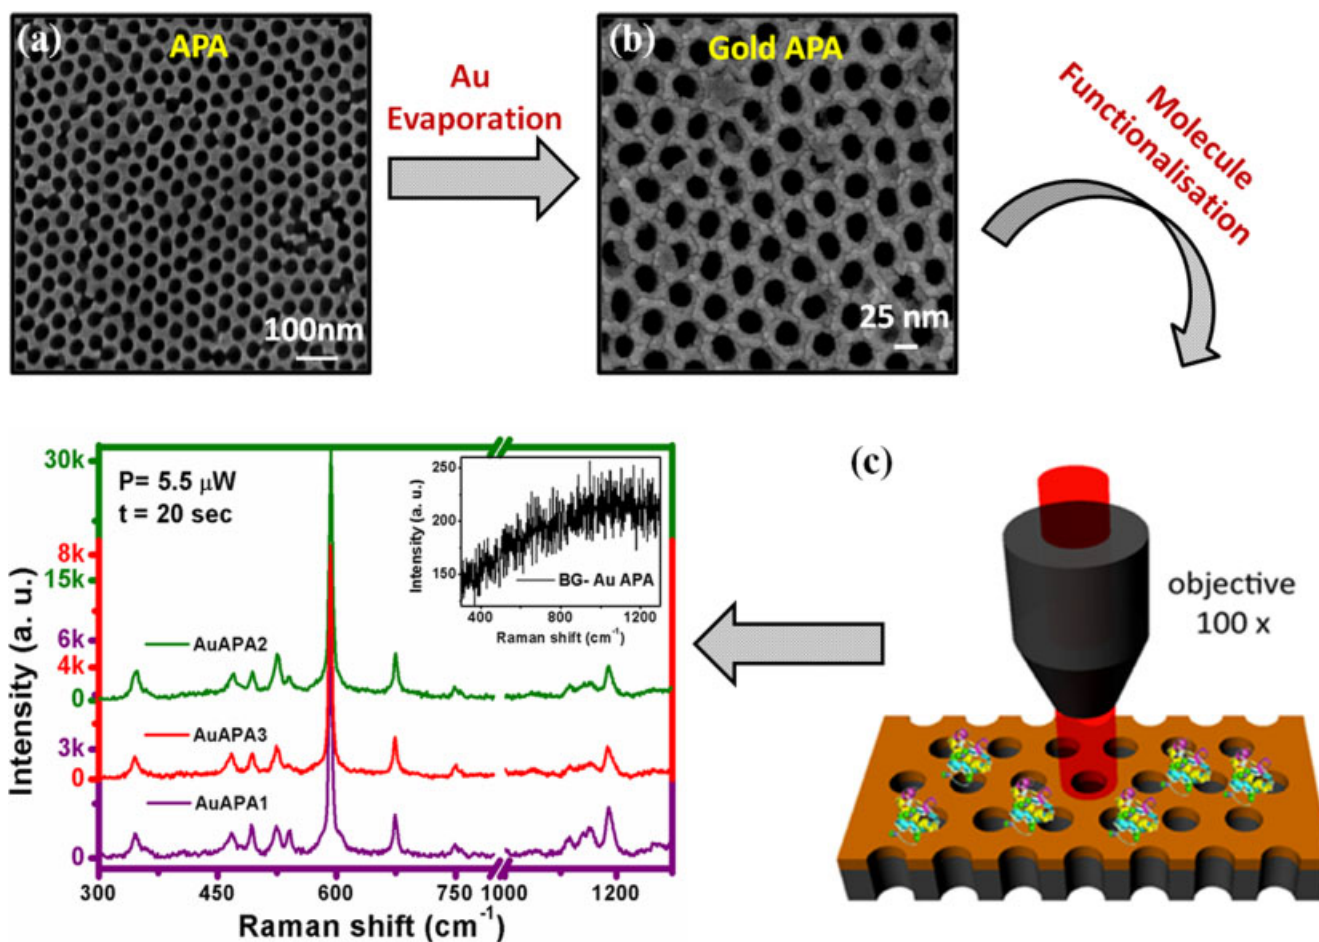 (a)
APA
100nm
Au
Evaporation
(b)
Gold APA
25 nm
Molecule
Functionalisation
30k
8k
15k
6k
4k
0
3k
0
0
Intensity (a. u.)
P= 5.5 μW
t = 20 sec
AuAPA2
AuAPA3
AuAPA1
300
450
600
750
1000
1200
Raman shift (cm-1)
250
200
150
Intensity (a. u.)
BG- Au APA
400
800
1200
Raman shift (cm-1)
(c)
objective
100 x